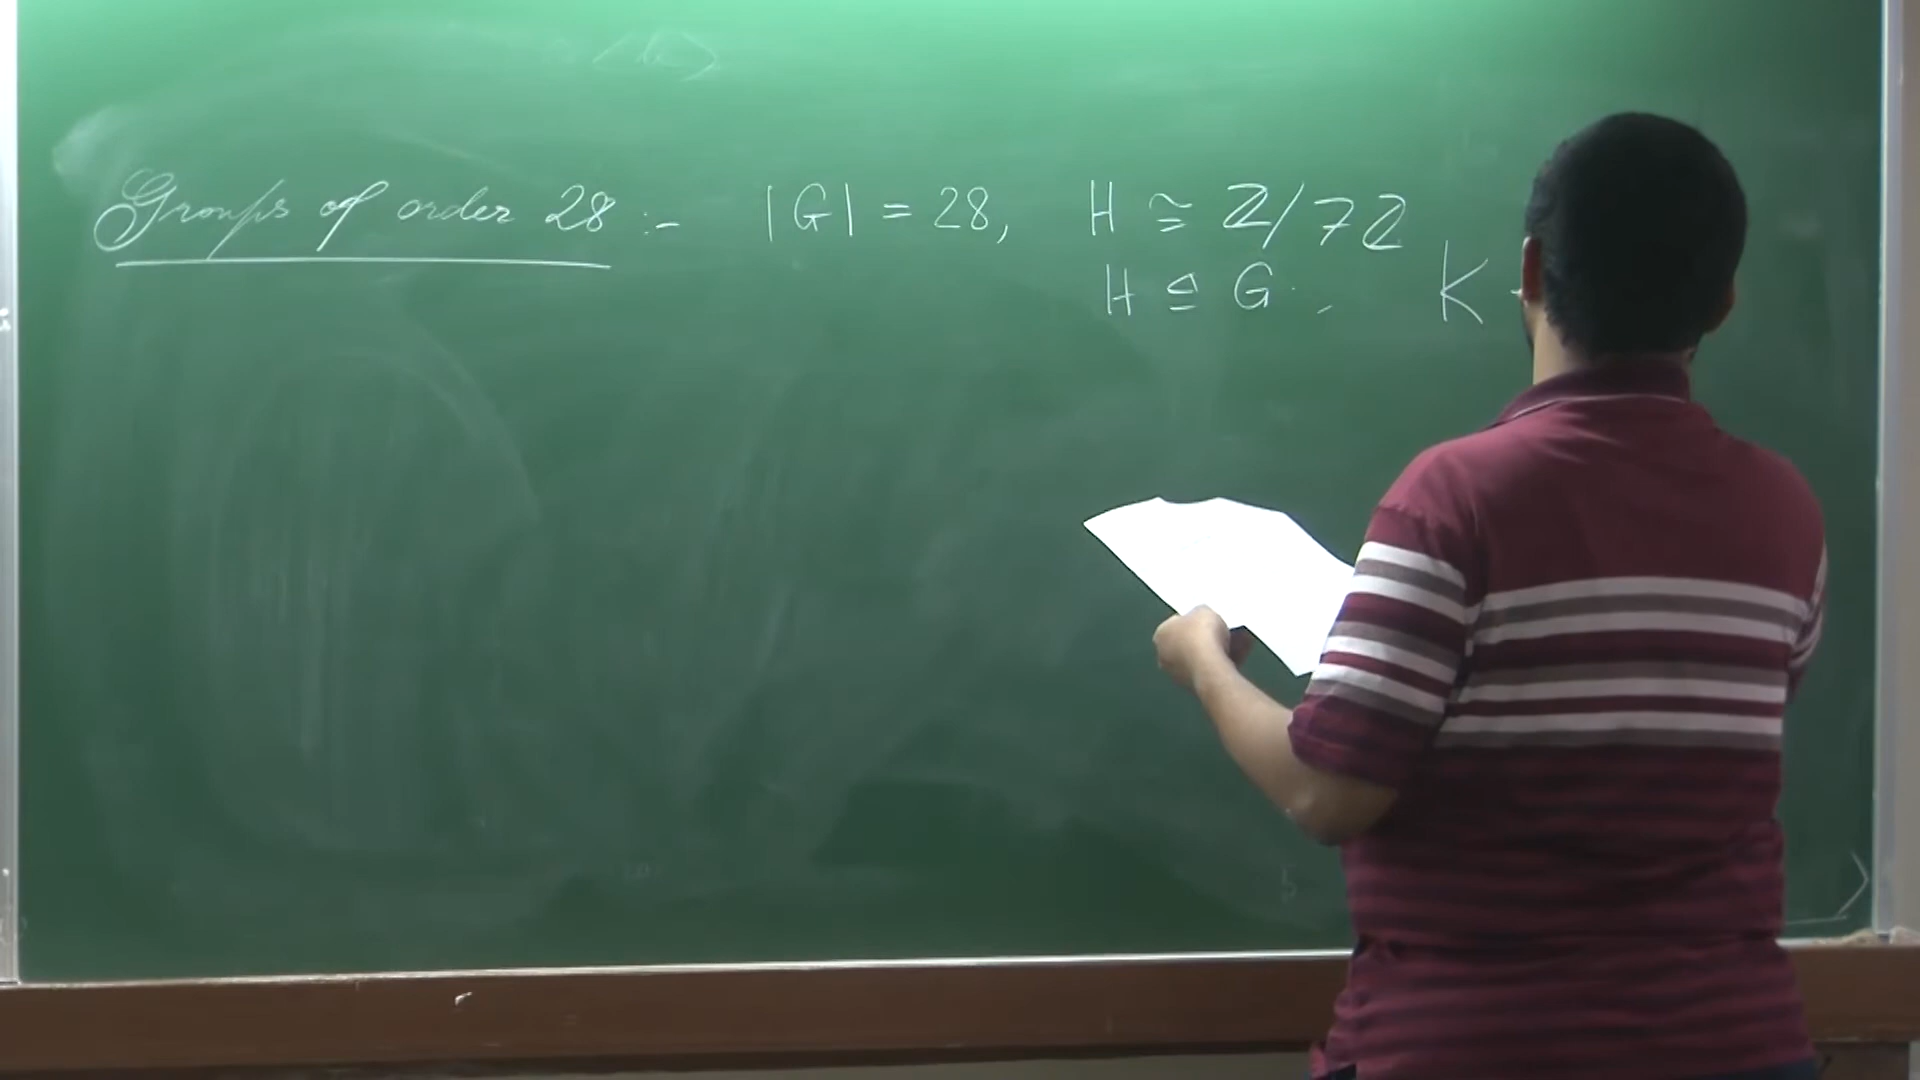 Groups of order 28 :- |G| = 28, H ≅ ℤ/7ℤ
H ⊴ G . , K